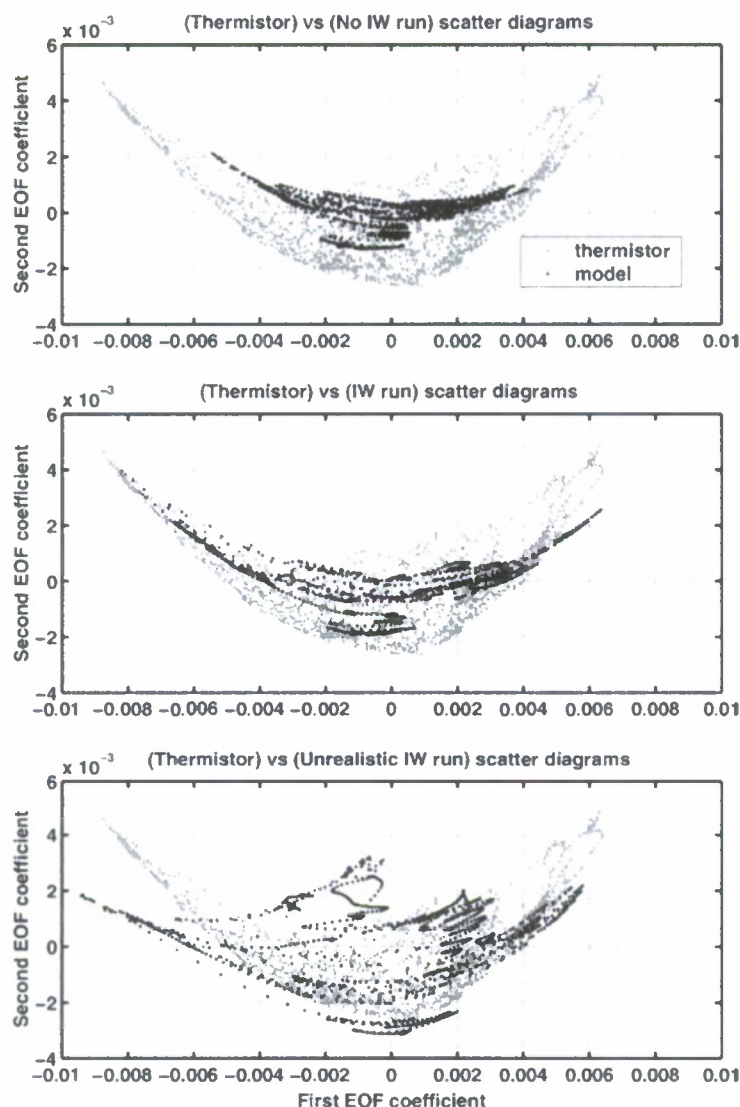 (Thermistor) vs (No IW run) scatter diagrams
x 10⁻³
6
4
2
0
−2
−4
Second EOF coefficient
thermistor
model
−0.01 −0.008 −0.006 −0.004 −0.002 0 0.002 0.004 0.006 0.008 0.01
(Thermistor) vs (IW run) scatter diagrams
x 10⁻³
6
4
2
0
−2
−4
Second EOF coefficient
−0.01 −0.008 −0.006 −0.004 −0.002 0 0.002 0.004 0.006 0.008 0.01
(Thermistor) vs (Unrealistic IW run) scatter diagrams
x 10⁻³
6
4
2
0
−2
−4
Second EOF coefficient
−0.01 −0.008 −0.006 −0.004 −0.002 0 0.002 0.004 0.006 0.008 0.01
First EOF coefficient